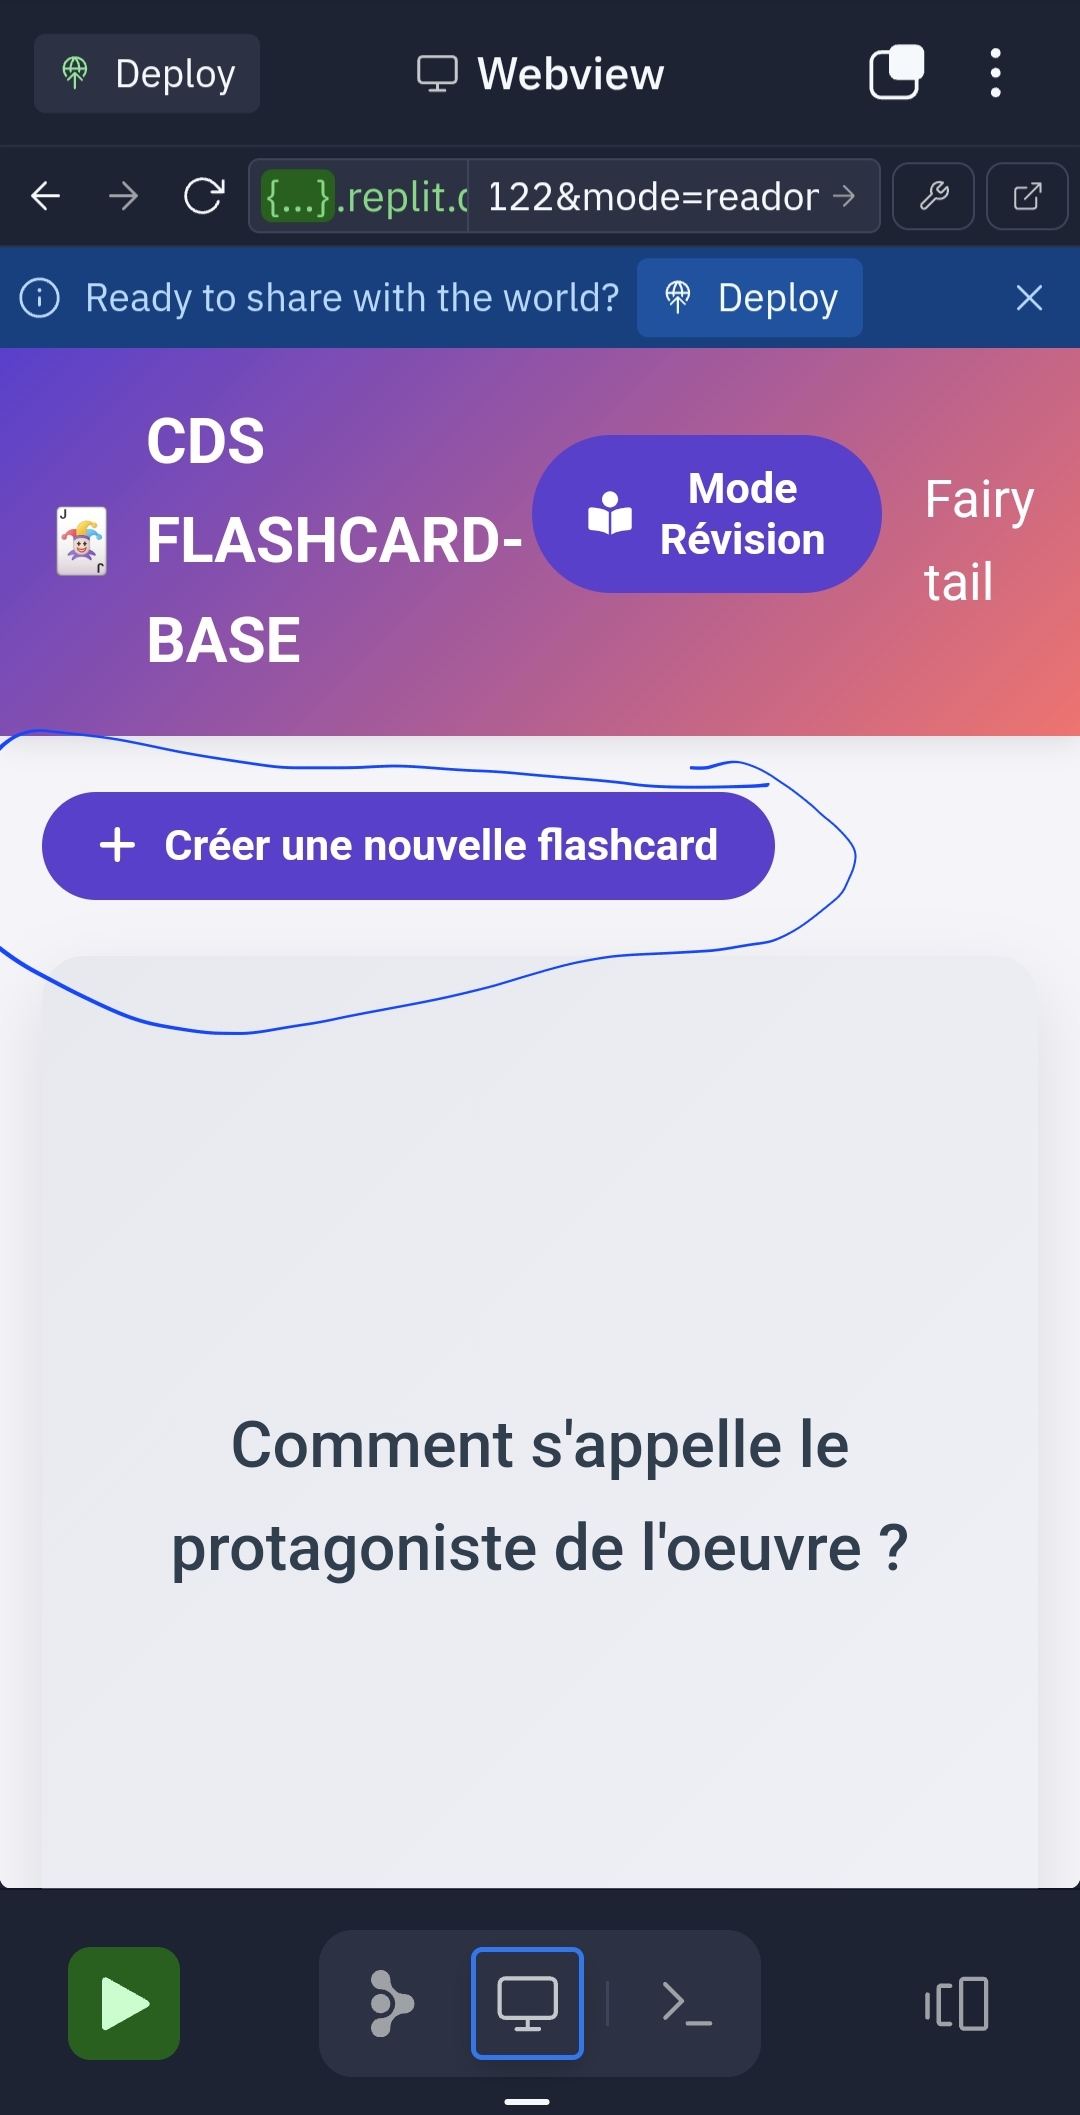 Deploy
Webview
{...}.replit.
122&mode=reador
Ready to share with the world?
Deploy
CDS
FLASHCARD-
BASE
Mode
Révision
Fairy
tail
Créer une nouvelle flashcard
Comment s'appelle le
protagoniste de l'oeuvre ?